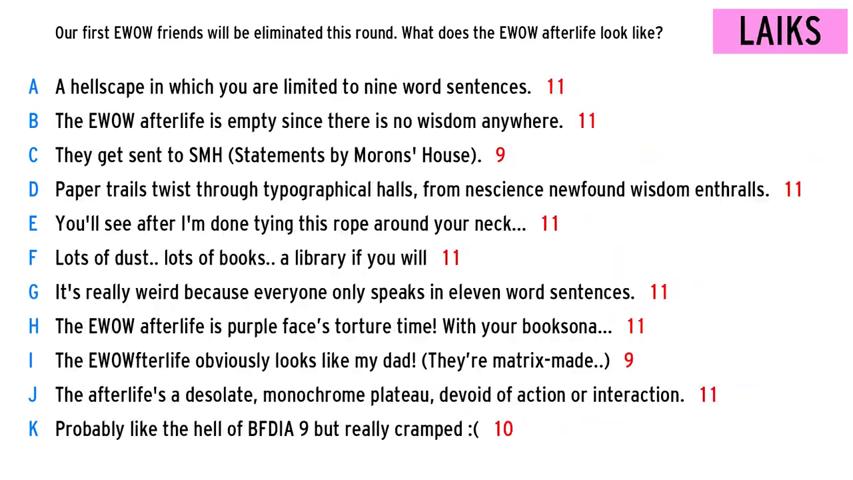 Our first EWOW friends will be eliminated this round. What does the EWOW afterlife look like?
LAIKS
A A hellscape in which you are limited to nine word sentences. 11
B The EWOW afterlife is empty since there is no wisdom anywhere. 11
C They get sent to SMH (Statements by Morons' House). 9
D Paper trails twist through typographical halls, from nescience newfound wisdom enthralls. 11
E You'll see after I'm done tying this rope around your neck... 11
F Lots of dust.. lots of books.. a library if you will 11
G It's really weird because everyone only speaks in eleven word sentences. 11
H The EWOW afterlife is purple face’s torture time! With your booksona... 11
I The EWOWfterlife obviously looks like my dad! (They’re matrix-made..) 9
J The afterlife's a desolate, monochrome plateau, devoid of action or interaction. 11
K Probably like the hell of BFDIA 9 but really cramped :( 10